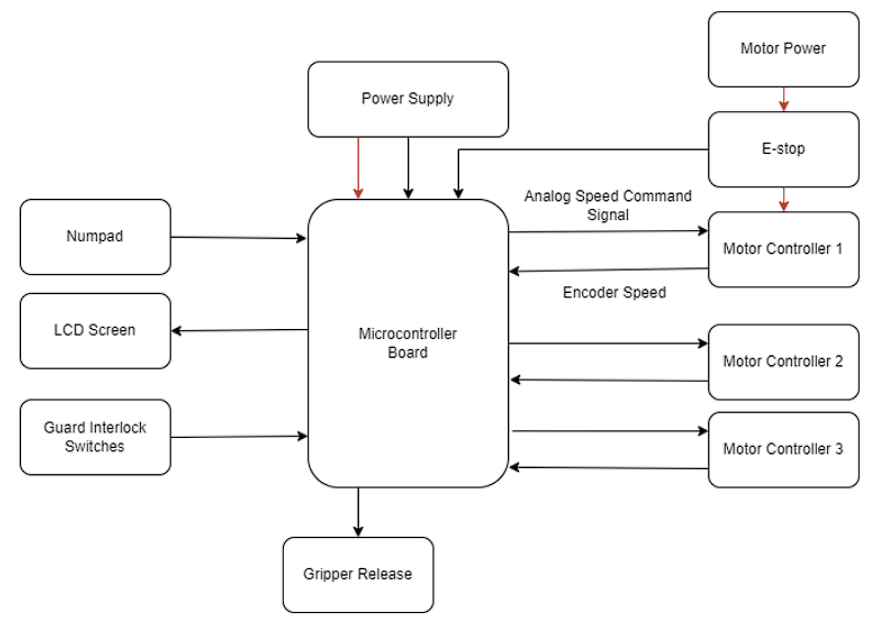 Motor Power
Power Supply
E-stop
Analog Speed Command
Signal
Numpad
Motor Controller 1
Encoder Speed
LCD Screen
Microcontroller
Board
Motor Controller 2
Guard Interlock
Switches
Motor Controller 3
Gripper Release